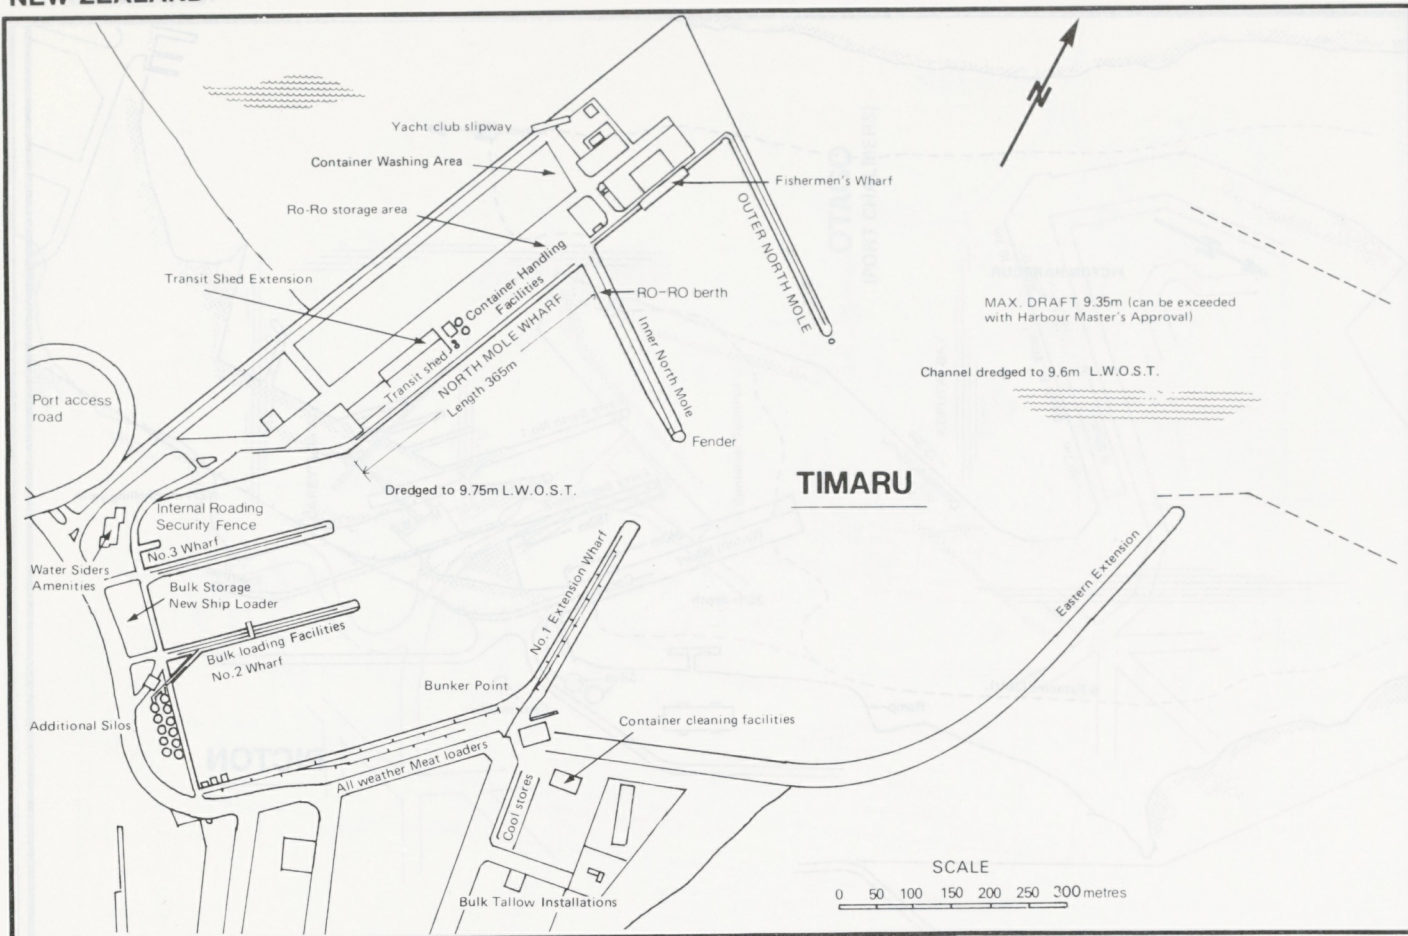 NEW ZEALAND
N
Yacht club slipway
Container Washing Area
Ro-Ro storage area
Transit Shed Extension
Fishermen's Wharf
OUTER NORTH MOLE
Container Handling
Facilities
RO-RO berth
Inner North Mole
Transit shed
NORTH MOLE WHARF
Length 365m
Fender
MAX. DRAFT 9.35m (can be exceeded
with Harbour Master's Approval)
Channel dredged to 9.6m L.W.O.S.T.
Port access
road
Dredged to 9.75m L.W.O.S.T.
TIMARU
Internal Roading
Security Fence
No.3 Wharf
Water Siders
Amenities
Bulk Storage
New Ship Loader
Bulk loading Facilities
No.2 Wharf
No.1 Extension Wharf
Eastern Extension
Bunker Point
Additional Silos
Container cleaning facilities
All weather Meat loaders
Cool stores
Bulk Tallow Installations
SCALE
0 50 100 150 200 250 300 metres